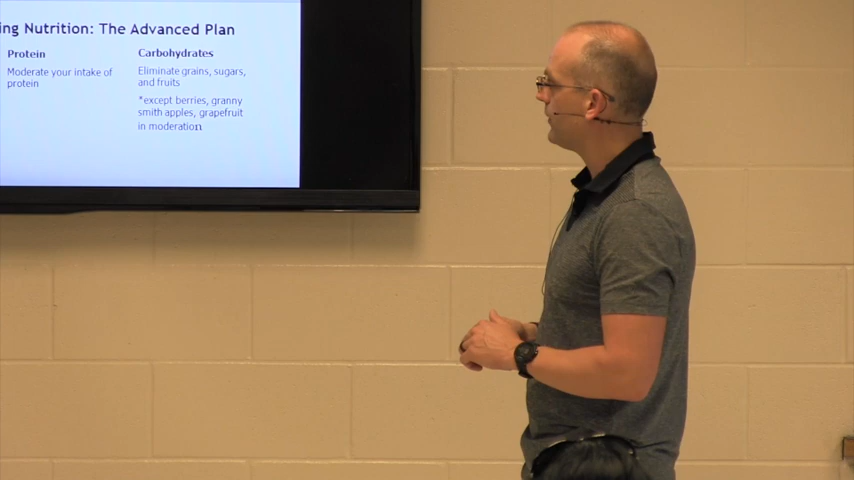 ing Nutrition: The Advanced Plan
Protein
Moderate your intake of
protein
Carbohydrates
Eliminate grains, sugars,
and fruits
*except berries, granny
smith apples, grapefruit
in moderation